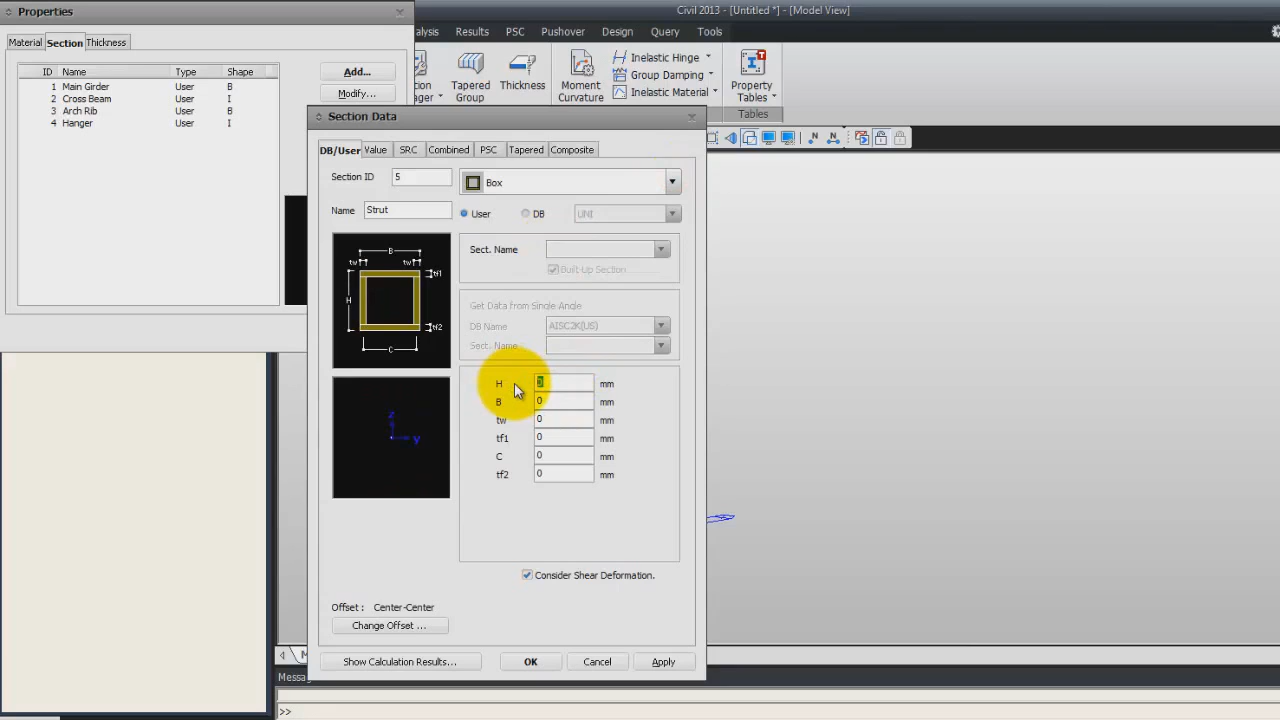 Properties
Civil 2013 - [Untitled *] - [Model View]
alysis Results PSC Pushover Design Query Tools
Material Section Thickness
ID Name Type User Shape
1 Main Girder User B
2 Cross Beam User I
3 Arch Rib User B
4 Hanger User I
Add...
Modify...
Tapered Group
Thickness
Moment Curvature
Inelastic Hinge
Group Damping
Inelastic Material
Property Tables
Tables
Section Data
DB/User Value SRC Combined PSC Tapered Composite
Section ID 5
Box
Name Strut
User DB UNI
Sect. Name
Built-Up Section
Get Data from Single Angle
DB Name AISC2K(US)
Sect. Name
B
tw tw
tf1
H
tf2
C
z
y
H mm
B 0 mm
tw 0 mm
tf1 0 mm
C 0 mm
tf2 0 mm
Consider Shear Deformation.
Offset : Center-Center
Change Offset ...
Show Calculation Results...
OK
Cancel
Apply
Messag
>>